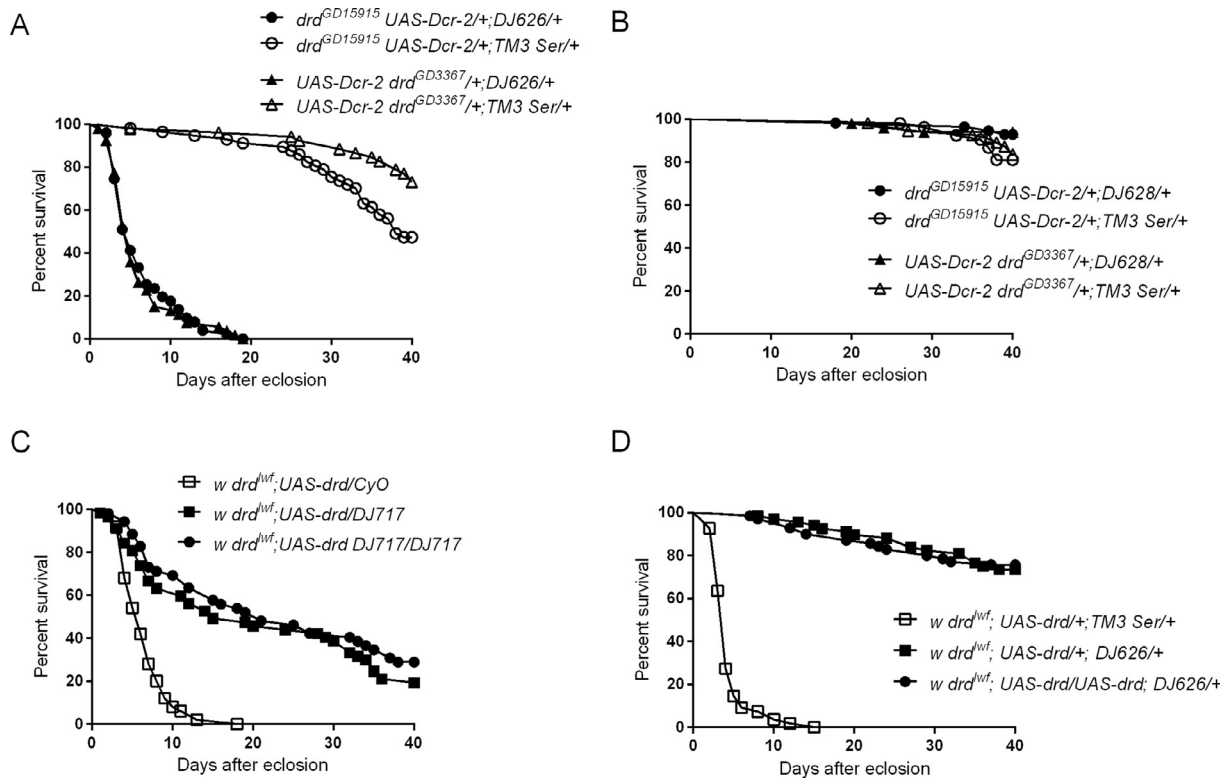 A
drd^GD15915 UAS-Dcr-2/+;DJ626/+
drd^GD15915 UAS-Dcr-2/+;TM3 Ser/+
UAS-Dcr-2 drd^GD3367/+;DJ626/+
UAS-Dcr-2 drd^GD3367/+;TM3 Ser/+
Percent survival
100
80
60
40
20
0
0 20 40
10 30
Days after eclosion
B
Percent survival
100
80
60
40
20
0
drd^GD15915 UAS-Dcr-2/+;DJ628/+
drd^GD15915 UAS-Dcr-2/+;TM3 Ser/+
UAS-Dcr-2 drd^GD3367/+;DJ628/+
UAS-Dcr-2 drd^GD3367/+;TM3 Ser/+
0 10 20 30 40
Days after eclosion
C
w drd^lwf;UAS-drd/CyO
w drd^lwf;UAS-drd/DJ717
w drd^lwf;UAS-drd DJ717/DJ717
Percent survival
100
80
60
40
20
0
0 10 20 30 40
Days after eclosion
D
Percent survival
100
80
60
40
20
0
w drd^lwf; UAS-drd/+;TM3 Ser/+
w drd^lwf; UAS-drd/+; DJ626/+
w drd^lwf; UAS-drd/UAS-drd; DJ626/+
0 10 20 30 40
Days after eclosion